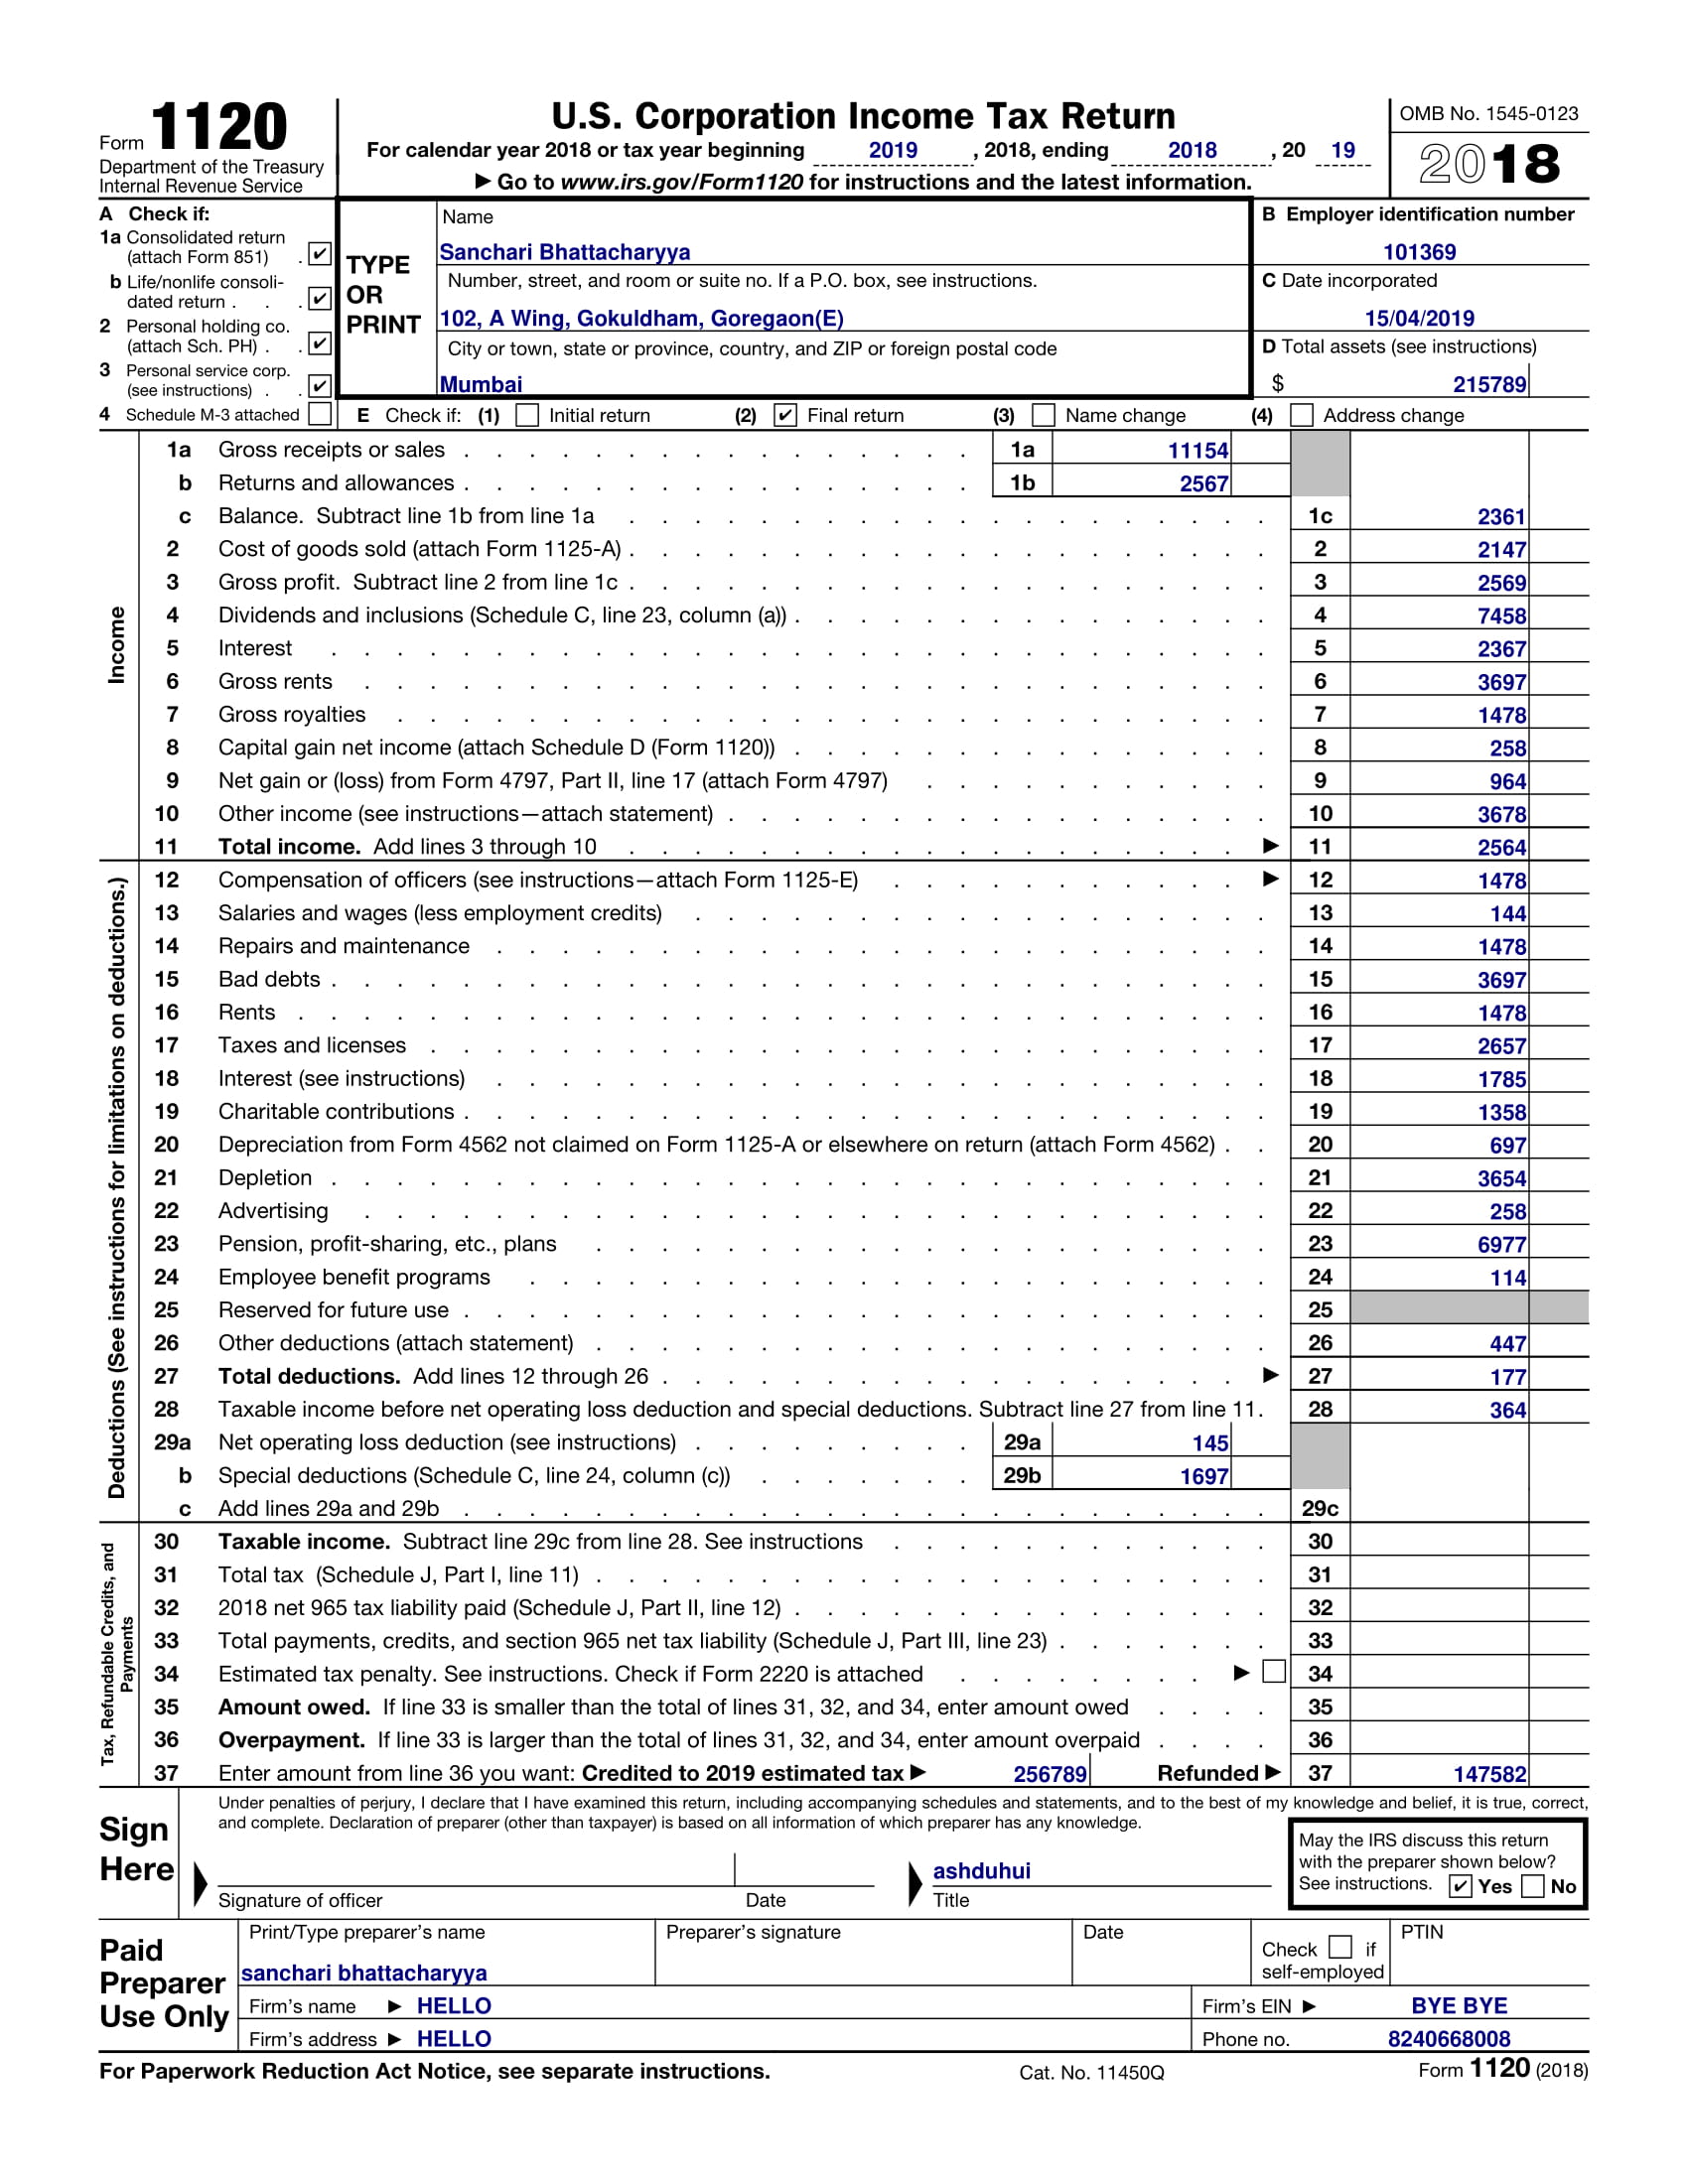 Form 1120
Department of the Treasury
Internal Revenue Service
U.S. Corporation Income Tax Return
For calendar year 2018 or tax year beginning 2019 , 2018, ending 2018 , 20 19
▶ Go to www.irs.gov/Form1120 for instructions and the latest information.
OMB No. 1545-0123
2018
A Check if:
1a Consolidated return
(attach Form 851) . ✔
b Life/nonlife consoli-
dated return . . . ✔
2 Personal holding co.
(attach Sch. PH) . . ✔
3 Personal service corp.
(see instructions) . . ✔
4 Schedule M-3 attached
TYPE
OR
PRINT
Name
Sanchari Bhattacharyya
Number, street, and room or suite no. If a P.O. box, see instructions.
102, A Wing, Gokuldham, Goregaon(E)
City or town, state or province, country, and ZIP or foreign postal code
Mumbai
B Employer identification number
101369
C Date incorporated
15/04/2019
D Total assets (see instructions)
$ 215789
E Check if: (1) Initial return (2) ✔ Final return (3) Name change (4) Address change
Income
1a Gross receipts or sales 1a 11154
b Returns and allowances 1b 2567
c Balance. Subtract line 1b from line 1a 1c 2361
2 Cost of goods sold (attach Form 1125-A) 2 2147
3 Gross profit. Subtract line 2 from line 1c 3 2569
4 Dividends and inclusions (Schedule C, line 23, column (a)) 4 7458
5 Interest 5 2367
6 Gross rents 6 3697
7 Gross royalties 7 1478
8 Capital gain net income (attach Schedule D (Form 1120)) 8 258
9 Net gain or (loss) from Form 4797, Part II, line 17 (attach Form 4797) 9 964
10 Other income (see instructions—attach statement) 10 3678
11 Total income. Add lines 3 through 10 ▶ 11 2564
Deductions (See instructions for limitations on deductions.)
12 Compensation of officers (see instructions—attach Form 1125-E) ▶ 12 1478
13 Salaries and wages (less employment credits) 13 144
14 Repairs and maintenance 14 1478
15 Bad debts 15 3697
16 Rents 16 1478
17 Taxes and licenses 17 2657
18 Interest (see instructions) 18 1785
19 Charitable contributions 19 1358
20 Depreciation from Form 4562 not claimed on Form 1125-A or elsewhere on return (attach Form 4562) 20 697
21 Depletion 21 3654
22 Advertising 22 258
23 Pension, profit-sharing, etc., plans 23 6977
24 Employee benefit programs 24 114
25 Reserved for future use 25
26 Other deductions (attach statement) 26 447
27 Total deductions. Add lines 12 through 26 ▶ 27 177
28 Taxable income before net operating loss deduction and special deductions. Subtract line 27 from line 11. 28 364
29a Net operating loss deduction (see instructions) 29a 145
b Special deductions (Schedule C, line 24, column (c)) 29b 1697
c Add lines 29a and 29b 29c
Tax, Refundable Credits, and
Payments
30 Taxable income. Subtract line 29c from line 28. See instructions 30
31 Total tax (Schedule J, Part I, line 11) 31
32 2018 net 965 tax liability paid (Schedule J, Part II, line 12) 32
33 Total payments, credits, and section 965 net tax liability (Schedule J, Part III, line 23) 33
34 Estimated tax penalty. See instructions. Check if Form 2220 is attached ▶ 34
35 Amount owed. If line 33 is smaller than the total of lines 31, 32, and 34, enter amount owed 35
36 Overpayment. If line 33 is larger than the total of lines 31, 32, and 34, enter amount overpaid 36
37 Enter amount from line 36 you want: Credited to 2019 estimated tax ▶ 256789 Refunded ▶ 37 147582
Sign
Here
Under penalties of perjury, I declare that I have examined this return, including accompanying schedules and statements, and to the best of my knowledge and belief, it is true, correct,
and complete. Declaration of preparer (other than taxpayer) is based on all information of which preparer has any knowledge.
ashduhui
Signature of officer Date Title
May the IRS discuss this return
with the preparer shown below?
See instructions. ✔ Yes No
Paid
Preparer
Use Only
Print/Type preparer's name
sanchari bhattacharyya
Preparer's signature
Date
Check if
self-employed
PTIN
Firm's name ▶ HELLO
Firm's EIN ▶ BYE BYE
Firm's address ▶ HELLO
Phone no. 8240668008
For Paperwork Reduction Act Notice, see separate instructions. Cat. No. 11450Q Form 1120 (2018)